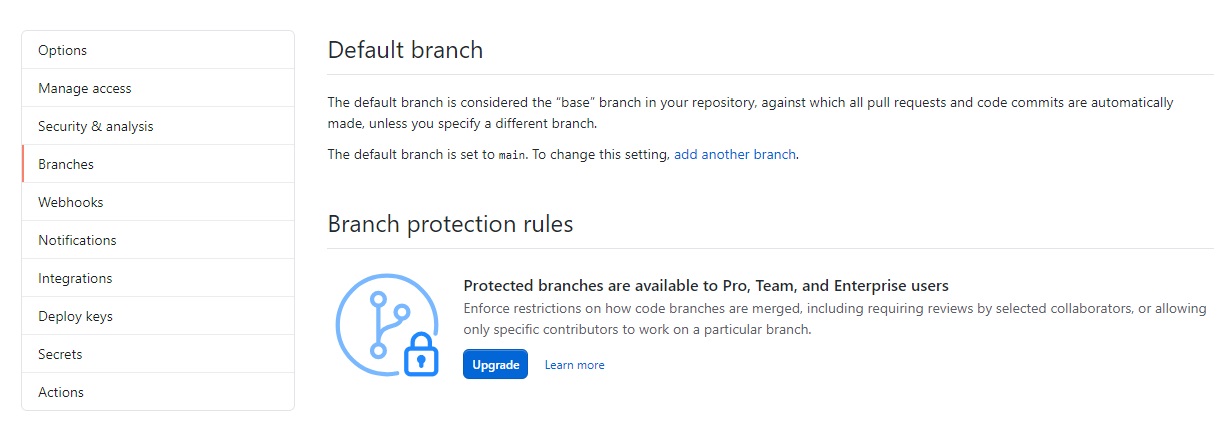 Options
Manage access
Security & analysis
Branches
Webhooks
Notifications
Integrations
Deploy keys
Secrets
Actions
Default branch
The default branch is considered the “base” branch in your repository, against which all pull requests and code commits are automatically
made, unless you specify a different branch.
The default branch is set to main. To change this setting, add another branch.
Branch protection rules
Protected branches are available to Pro, Team, and Enterprise users
Enforce restrictions on how code branches are merged, including requiring reviews by selected collaborators, or allowing
only specific contributors to work on a particular branch.
Upgrade
Learn more